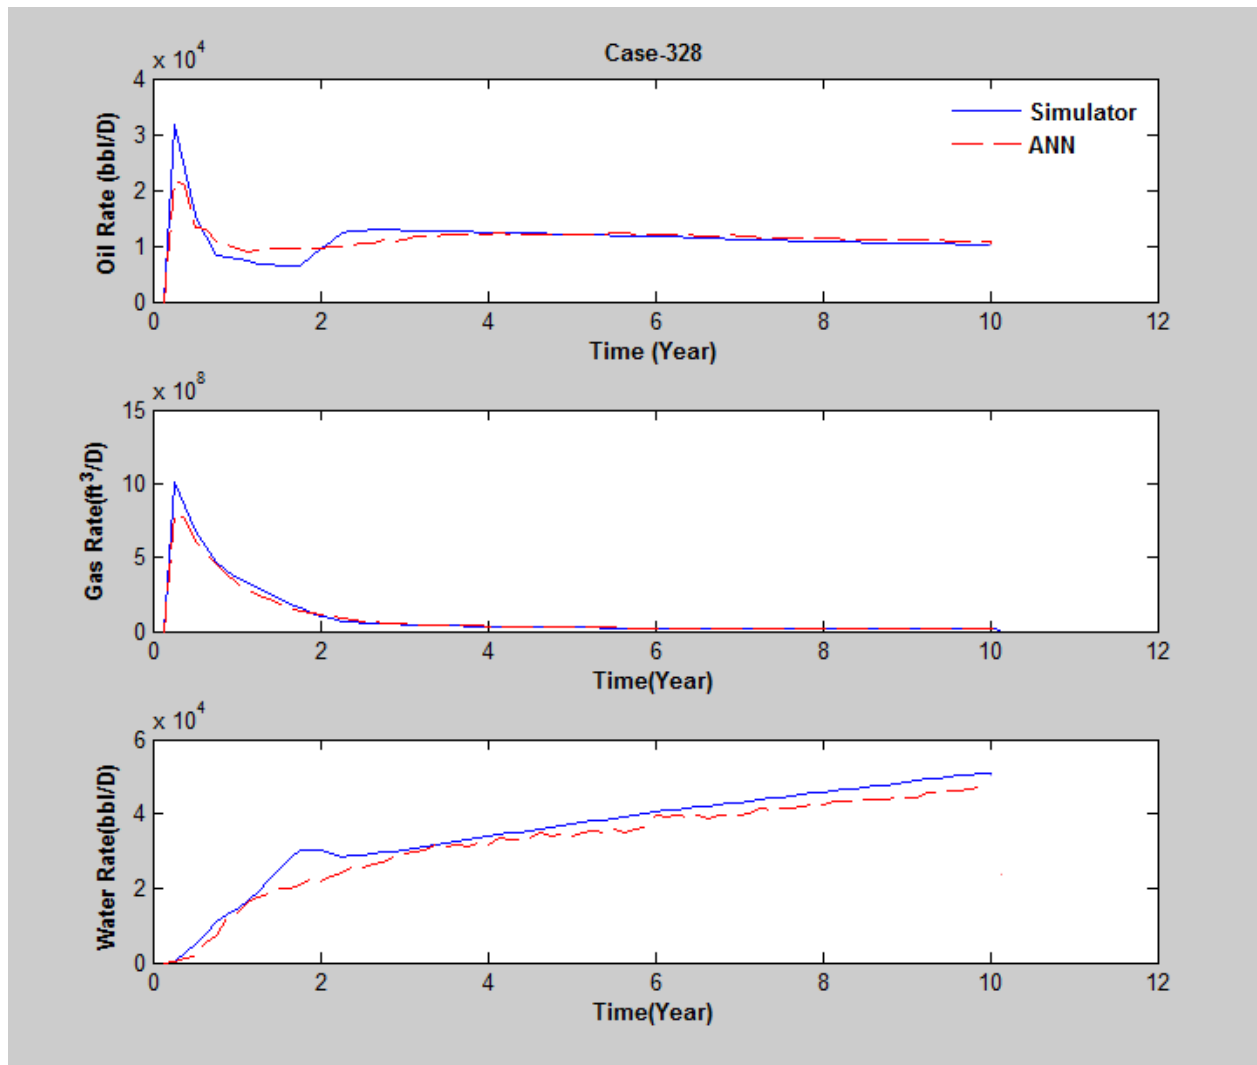 Case-328
x 10^4
4
3
2
1
0
Oil Rate (bbl/D)
Simulator
ANN
0 2 4 6 8 10 12
Time (Year)
x 10^8
15
10
5
0
Gas Rate(ft^3/D)
0 2 4 6 8 10 12
Time(Year)
x 10^4
6
4
2
0
Water Rate(bbl/D)
0 2 4 6 8 10 12
Time(Year)